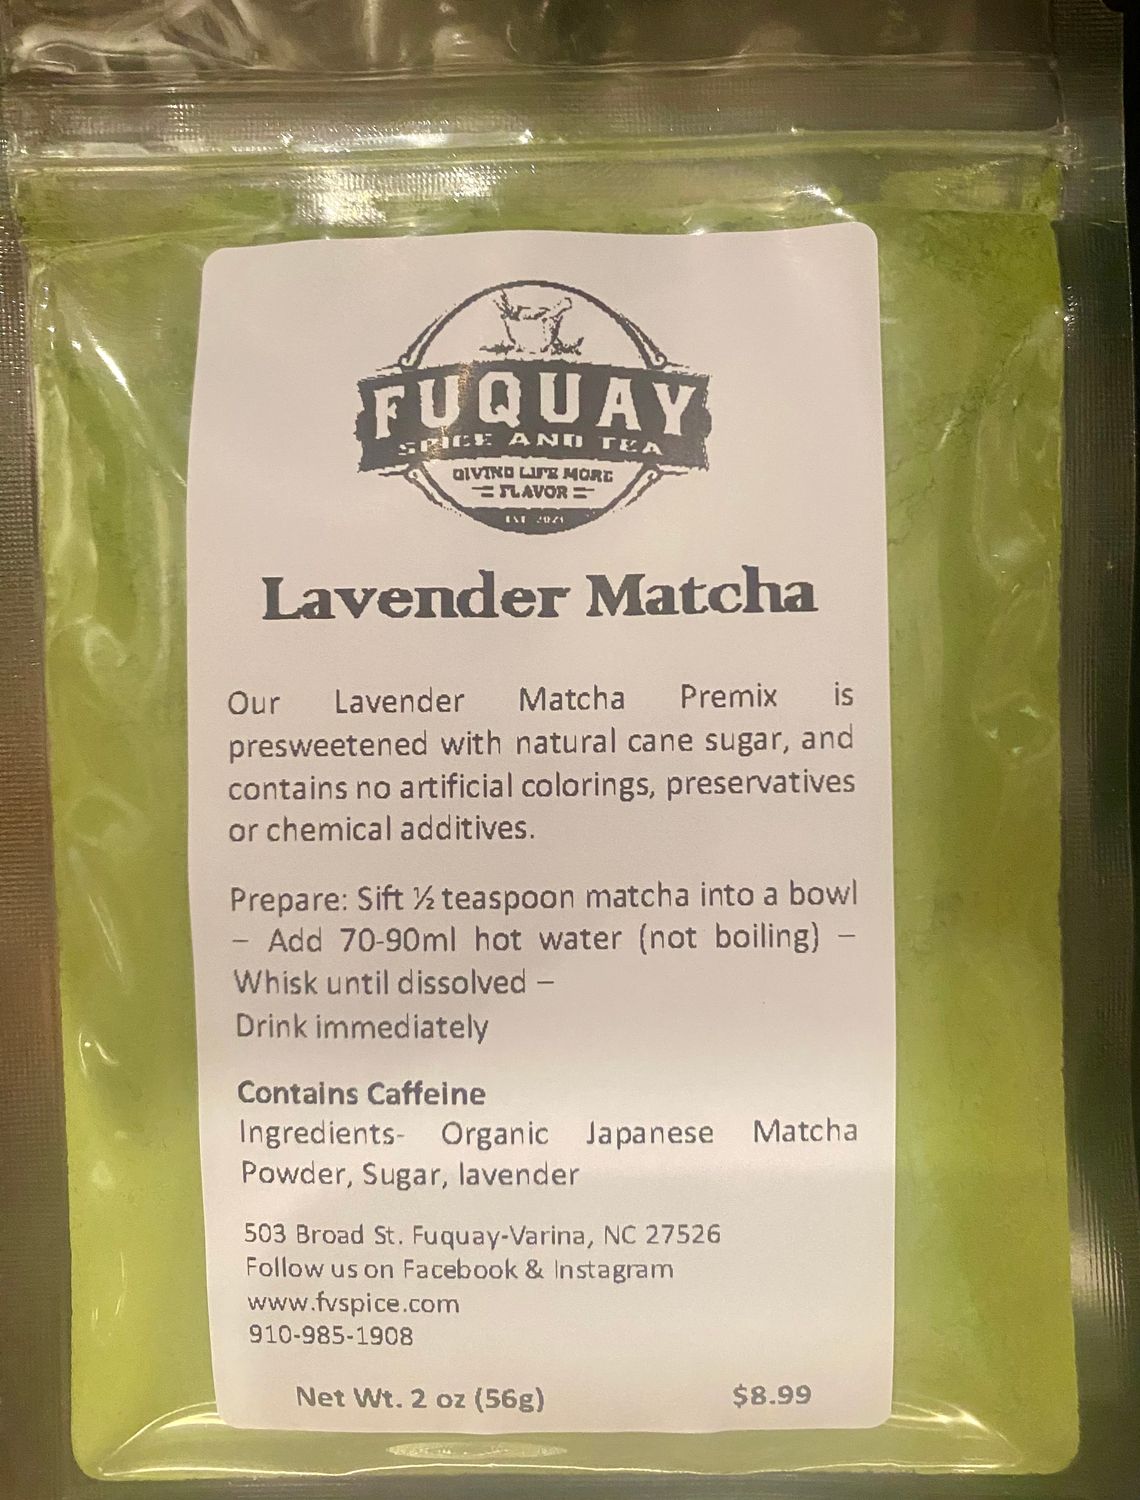 FUQUAY
SPICE AND TEA
GIVING LIFE MORE
FLAVOR
EST 2021
Lavender Matcha
Our Lavender Matcha Premix is
presweetened with natural cane sugar, and
contains no artificial colorings, preservatives
or chemical additives.
Prepare: Sift ½ teaspoon matcha into a bowl
– Add 70-90ml hot water (not boiling) –
Whisk until dissolved –
Drink immediately
Contains Caffeine
Ingredients- Organic Japanese Matcha
Powder, Sugar, lavender
503 Broad St. Fuquay-Varina, NC 27526
Follow us on Facebook & Instagram
www.fvspice.com
910-985-1908
Net Wt. 2 oz (56g) $8.99